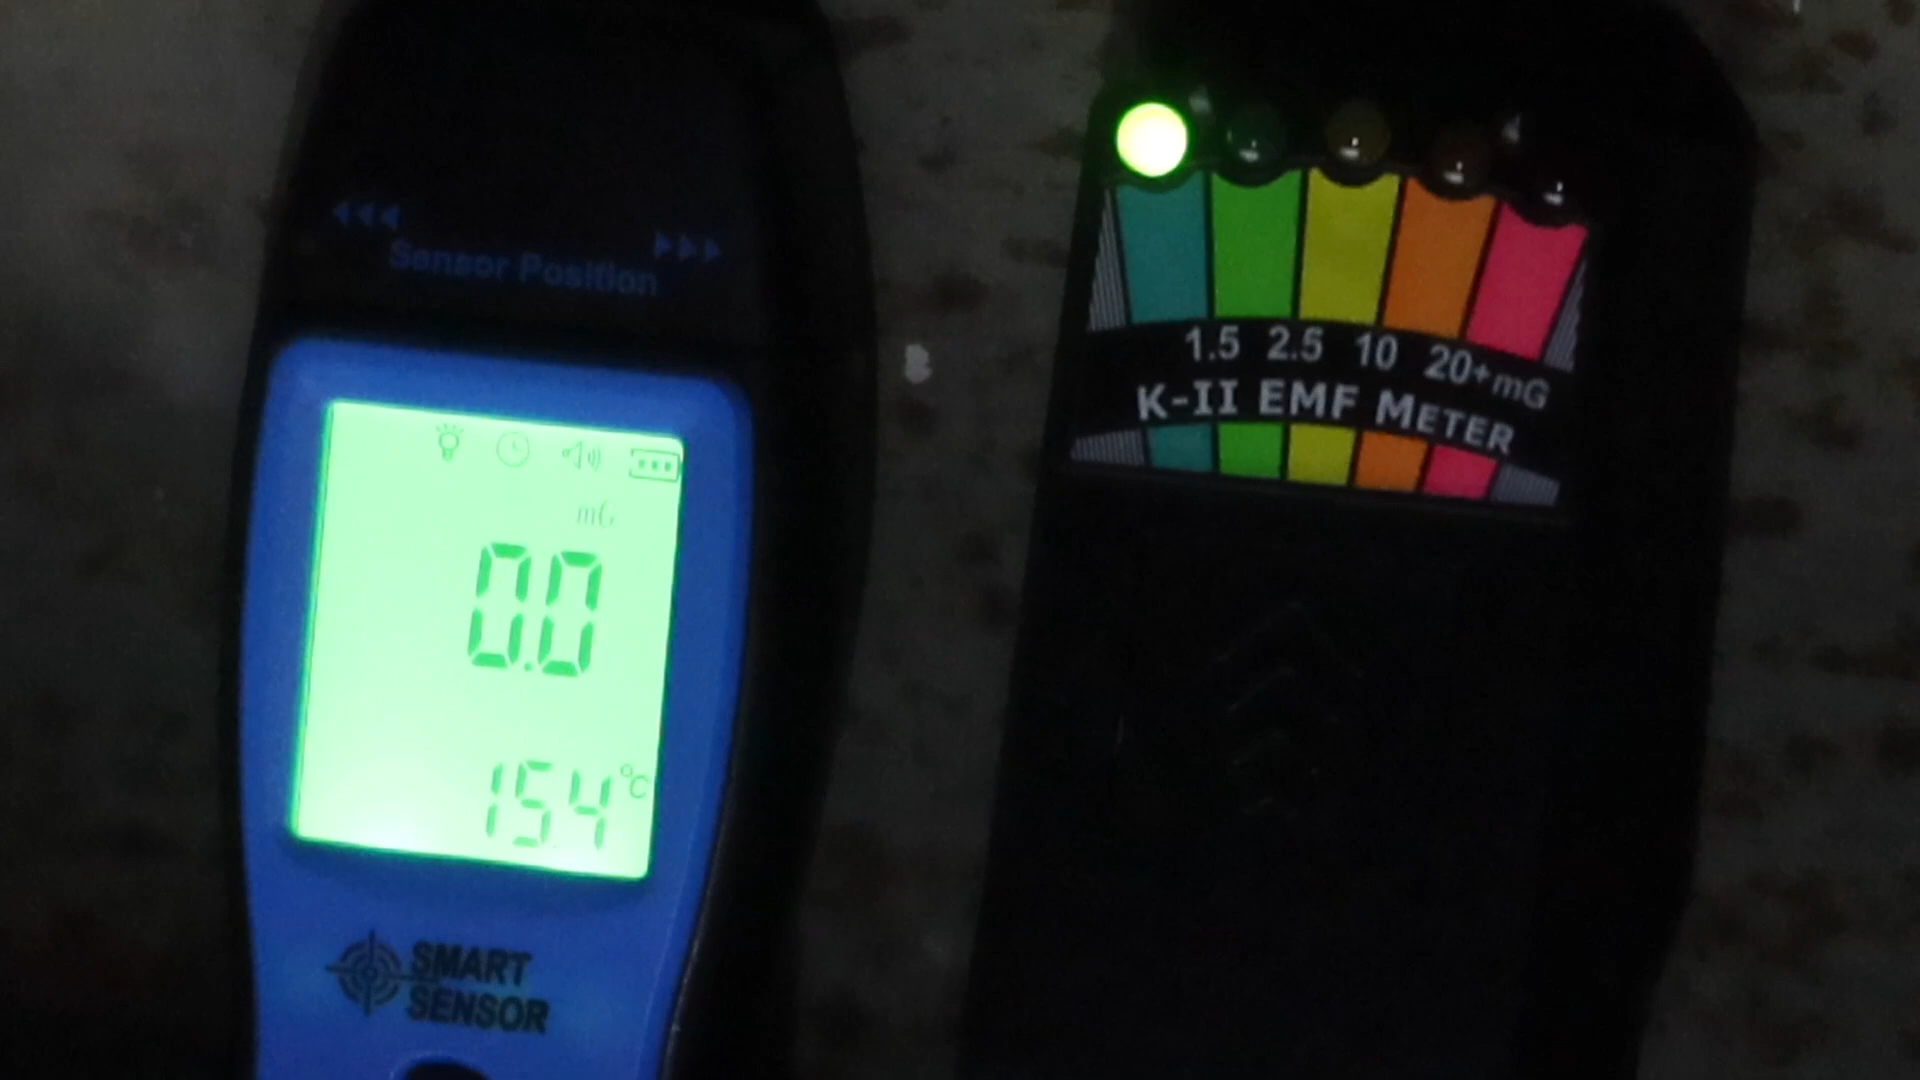 Sensor Position
mG
0.0
15.4 °C
SMART
SENSOR
1.5 2.5 10 20+ mG
K-II EMF METER